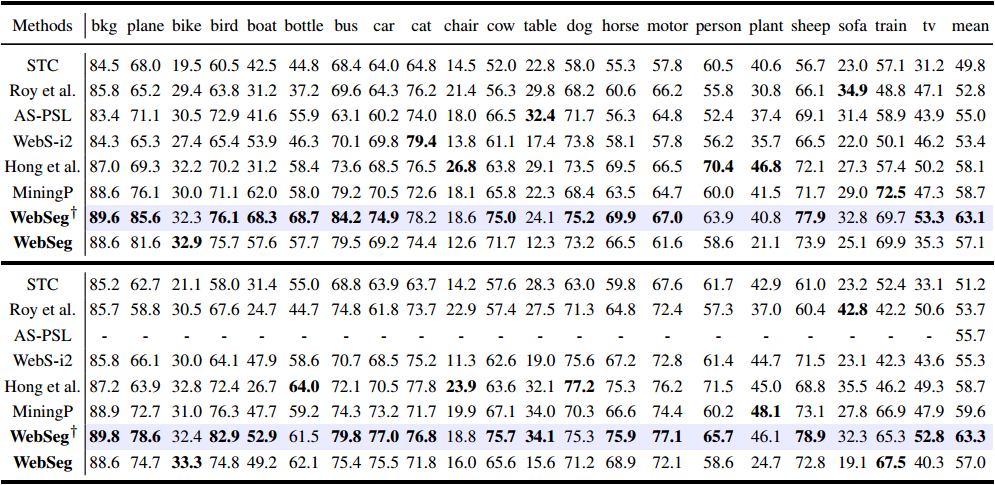 Methods bkg plane bike bird boat bottle bus car cat chair cow table dog horse motor person plant sheep sofa train tv mean
STC 84.5 68.0 19.5 60.5 42.5 44.8 68.4 64.0 64.8 14.5 52.0 22.8 58.0 55.3 57.8 60.5 40.6 56.7 23.0 57.1 31.2 49.8
Roy et al. 85.8 65.2 29.4 63.8 31.2 37.2 69.6 64.3 76.2 21.4 56.3 29.8 68.2 60.6 66.2 55.8 30.8 66.1 34.9 48.8 47.1 52.8
AS-PSL 83.4 71.1 30.5 72.9 41.6 55.9 63.1 60.2 74.0 18.0 66.5 32.4 71.7 56.3 64.8 52.4 37.4 69.1 31.4 58.9 43.9 55.0
WebS-i2 84.3 65.3 27.4 65.4 53.9 46.3 70.1 69.8 79.4 13.8 61.1 17.4 73.8 58.1 57.8 56.2 35.7 66.5 22.0 50.1 46.2 53.4
Hong et al. 87.0 69.3 32.2 70.2 31.2 58.4 73.6 68.5 76.5 26.8 63.8 29.1 73.5 69.5 66.5 70.4 46.8 72.1 27.3 57.4 50.2 58.1
MiningP 88.6 76.1 30.0 71.1 62.0 58.0 79.2 70.5 72.6 18.1 65.8 22.3 68.4 63.5 64.7 60.0 41.5 71.7 29.0 72.5 47.3 58.7
WebSeg† 89.6 85.6 32.3 76.1 68.3 68.7 84.2 74.9 78.2 18.6 75.0 24.1 75.2 69.9 67.0 63.9 40.8 77.9 32.8 69.7 53.3 63.1
WebSeg 88.6 81.6 32.9 75.7 57.6 57.7 79.5 69.2 74.4 12.6 71.7 12.3 73.2 66.5 61.6 58.6 21.1 73.9 25.1 69.9 35.3 57.1
STC 85.2 62.7 21.1 58.0 31.4 55.0 68.8 63.9 63.7 14.2 57.6 28.3 63.0 59.8 67.6 61.7 42.9 61.0 23.2 52.4 33.1 51.2
Roy et al. 85.7 58.8 30.5 67.6 24.7 44.7 74.8 61.8 73.7 22.9 57.4 27.5 71.3 64.8 72.4 57.3 37.0 60.4 42.8 42.2 50.6 53.7
AS-PSL - - - - - - - - - - - - - - - - - - - - - 55.7
WebS-i2 85.8 66.1 30.0 64.1 47.9 58.6 70.7 68.5 75.2 11.3 62.6 19.0 75.6 67.2 72.8 61.4 44.7 71.5 23.1 42.3 43.6 55.3
Hong et al. 87.2 63.9 32.8 72.4 26.7 64.0 72.1 70.5 77.8 23.9 63.6 32.1 77.2 75.3 76.2 71.5 45.0 68.8 35.5 46.2 49.3 58.7
MiningP 88.9 72.7 31.0 76.3 47.7 59.2 74.3 73.2 71.7 19.9 67.1 34.0 70.3 66.6 74.4 60.2 48.1 73.1 27.8 66.9 47.9 59.6
WebSeg† 89.8 78.6 32.4 82.9 52.9 61.5 79.8 77.0 76.8 18.8 75.7 34.1 75.3 75.9 77.1 65.7 46.1 78.9 32.3 65.3 52.8 63.3
WebSeg 88.6 74.7 33.3 74.8 49.2 62.1 75.4 75.5 71.8 16.0 65.6 15.6 71.2 68.9 72.1 58.6 24.7 72.8 19.1 67.5 40.3 57.0